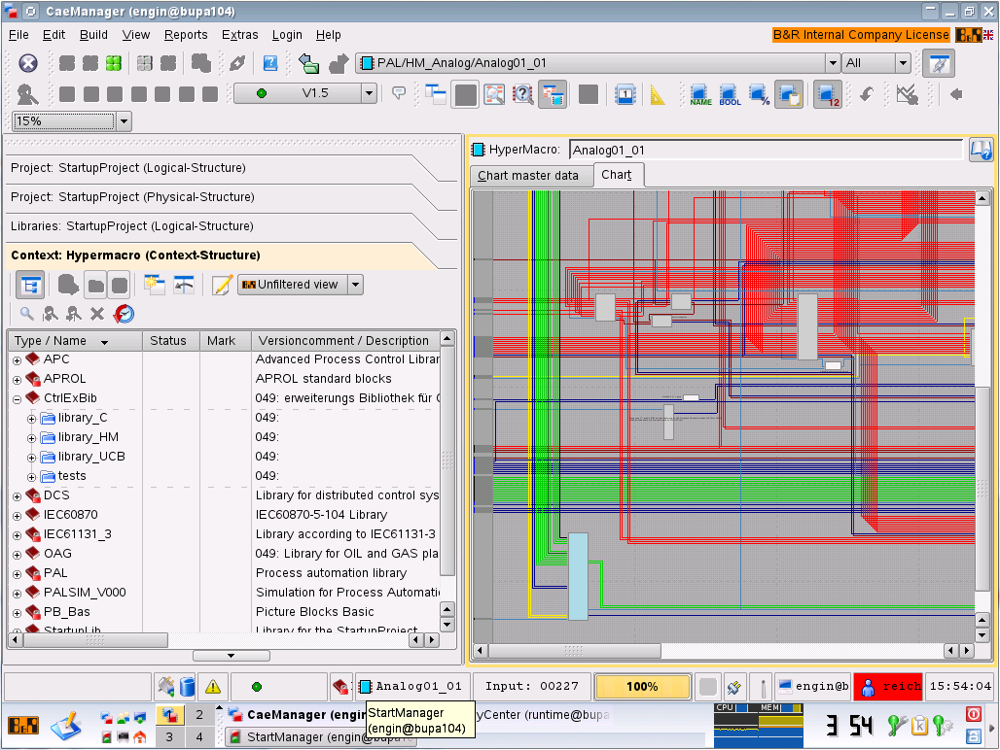 CaeManager (engin@bupa104)
File Edit Build View Reports Extras Login Help
B&R Internal Company License
PAL/HM_Analog/Analog01_01
All
V1.5
1
NAME
BOOL
%
12
15%
Project: StartupProject (Logical-Structure)
Project: StartupProject (Physical-Structure)
Libraries: StartupProject (Logical-Structure)
Context: Hypermacro (Context-Structure)
Unfiltered view
HyperMacro: Analog01_01
Chart master data
Chart
Type / Name Status Mark Versioncomment / Description
APC Advanced Process Control Librar
APROL APROL standard blocks
CtrlExBib 049: erweiterungs Bibliothek für
library_C 049:
library_HM 049:
library_UCB 049:
tests 049:
DCS Library for distributed control sys
IEC60870 IEC60870-5-104 Library
IEC61131_3 Library according to IEC61131-3
OAG 049: Library for OIL and GAS pla
PAL Process automation library
PALSIM_V000 Simulation for Process Automati
PB_Bas Picture Blocks Basic
StartupLib Library for the StartupProject
Analog01_01
Input: 00227
100%
engin@b
reich
15:54:04
1 2
3 4
CaeManager (engin
yCenter (runtime@bupa
StartManager (engin@bupa104)
StartManager
(engin@bupa104)
CPU MEM
3 54